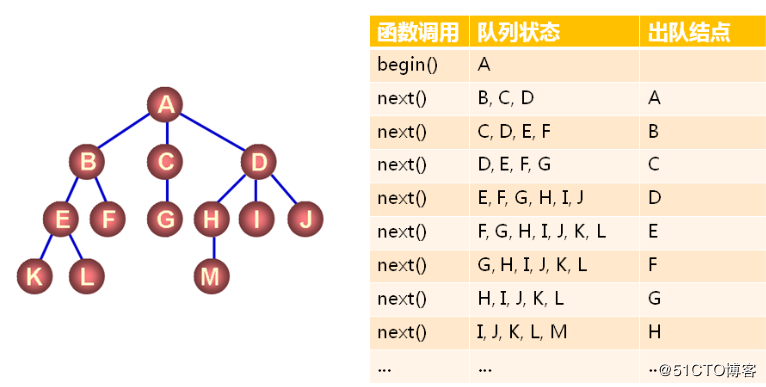 A
B C D
E F G H I J
K L M
函数调用 队列状态 出队结点
begin() A
next() B, C, D A
next() C, D, E, F B
next() D, E, F, G C
next() E, F, G, H, I, J D
next() F, G, H, I, J, K, L E
next() G, H, I, J, K, L F
next() H, I, J, K, L G
next() I, J, K, L, M H
... ... ...
@51CTO博客